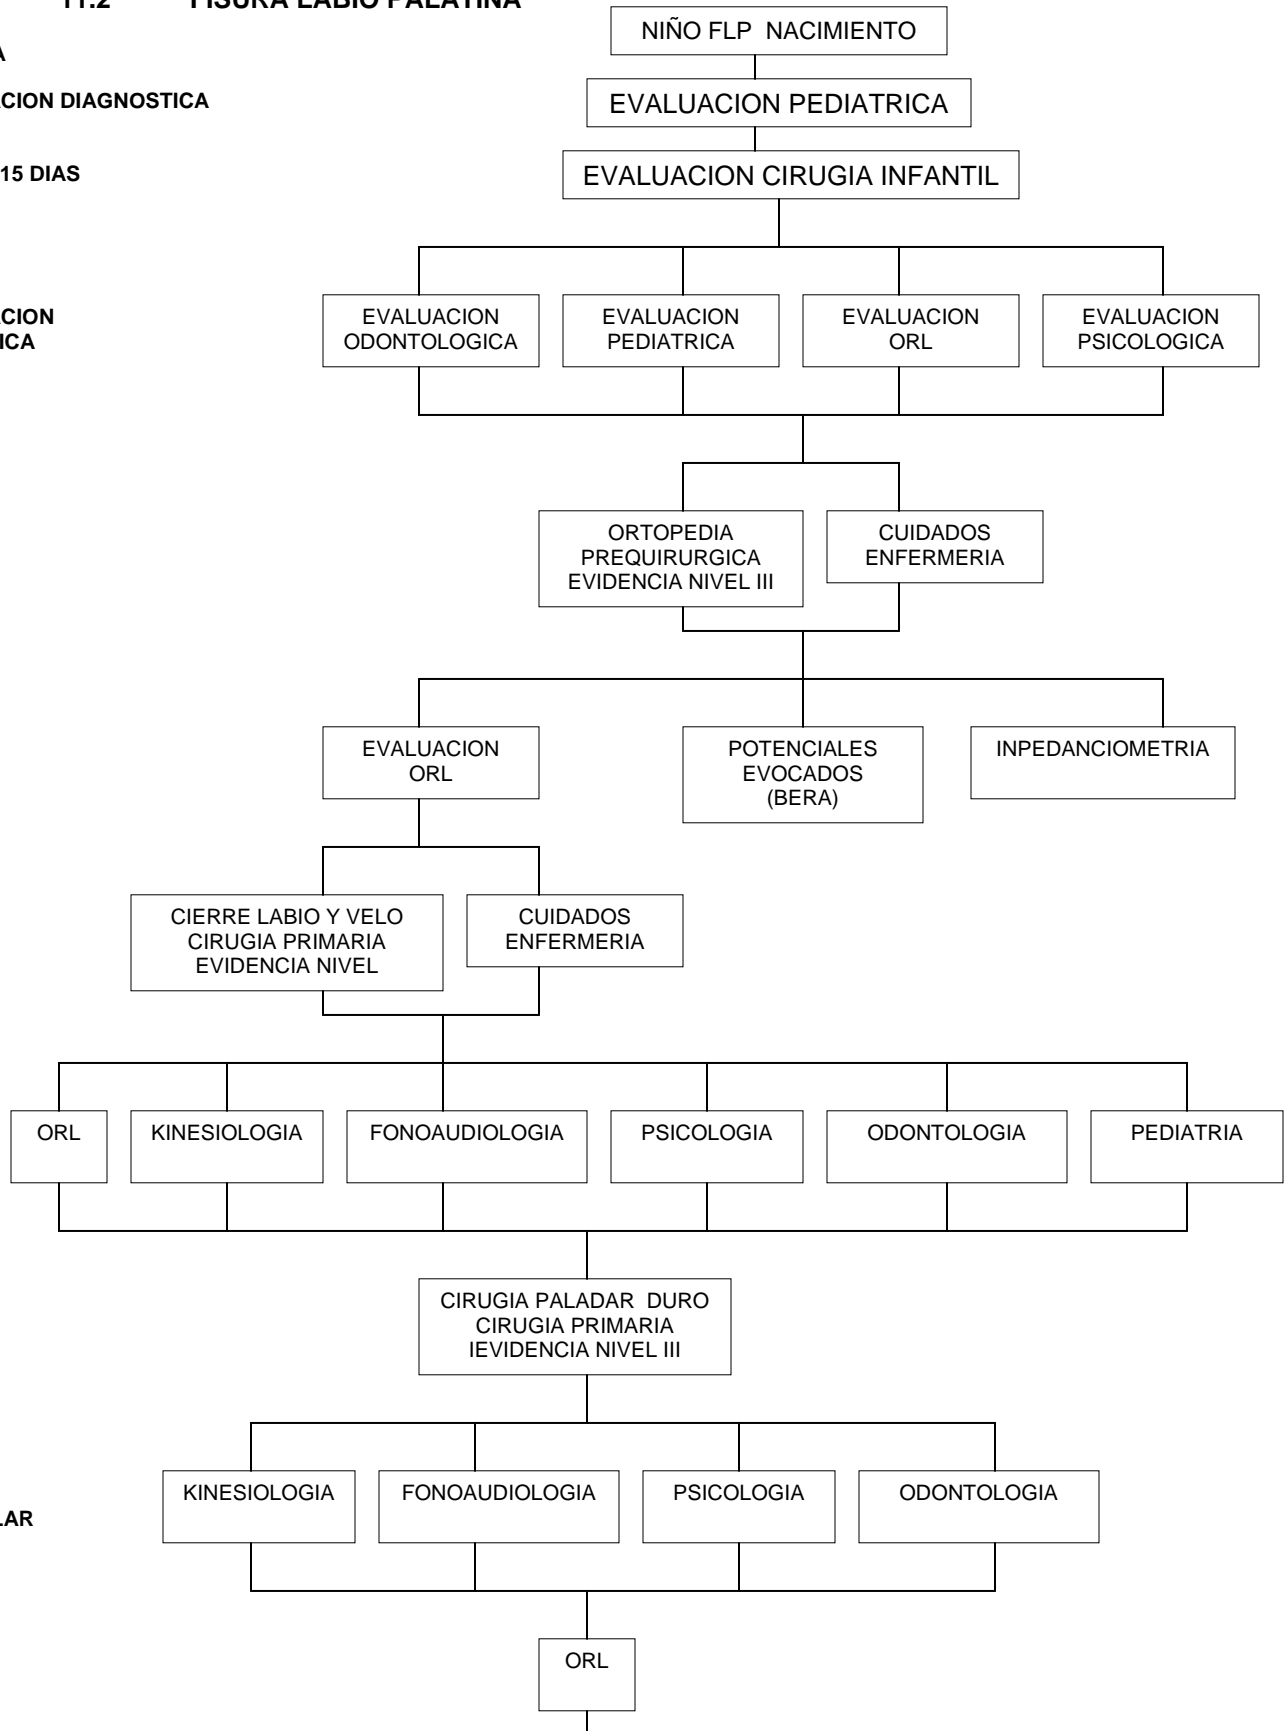 11.2 FISURA LABIO PALATINA
NIÑO FLP NACIMIENTO
A
CION DIAGNOSTICA
EVALUACION PEDIATRICA
15 DIAS
EVALUACION CIRUGIA INFANTIL
CION
ICA
EVALUACION
ODONTOLOGICA
EVALUACION
PEDIATRICA
EVALUACION
ORL
EVALUACION
PSICOLOGICA
ORTOPEDIA
PREQUIRURGICA
EVIDENCIA NIVEL III
CUIDADOS
ENFERMERIA
EVALUACION
ORL
POTENCIALES
EVOCADOS
(BERA)
INPEDANCIOMETRIA
CIERRE LABIO Y VELO
CIRUGIA PRIMARIA
EVIDENCIA NIVEL
CUIDADOS
ENFERMERIA
ORL
KINESIOLOGIA
FONOAUDIOLOGIA
PSICOLOGIA
ODONTOLOGIA
PEDIATRIA
CIRUGIA PALADAR DURO
CIRUGIA PRIMARIA
IEVIDENCIA NIVEL III
KINESIOLOGIA
FONOAUDIOLOGIA
PSICOLOGIA
ODONTOLOGIA
LAR
ORL